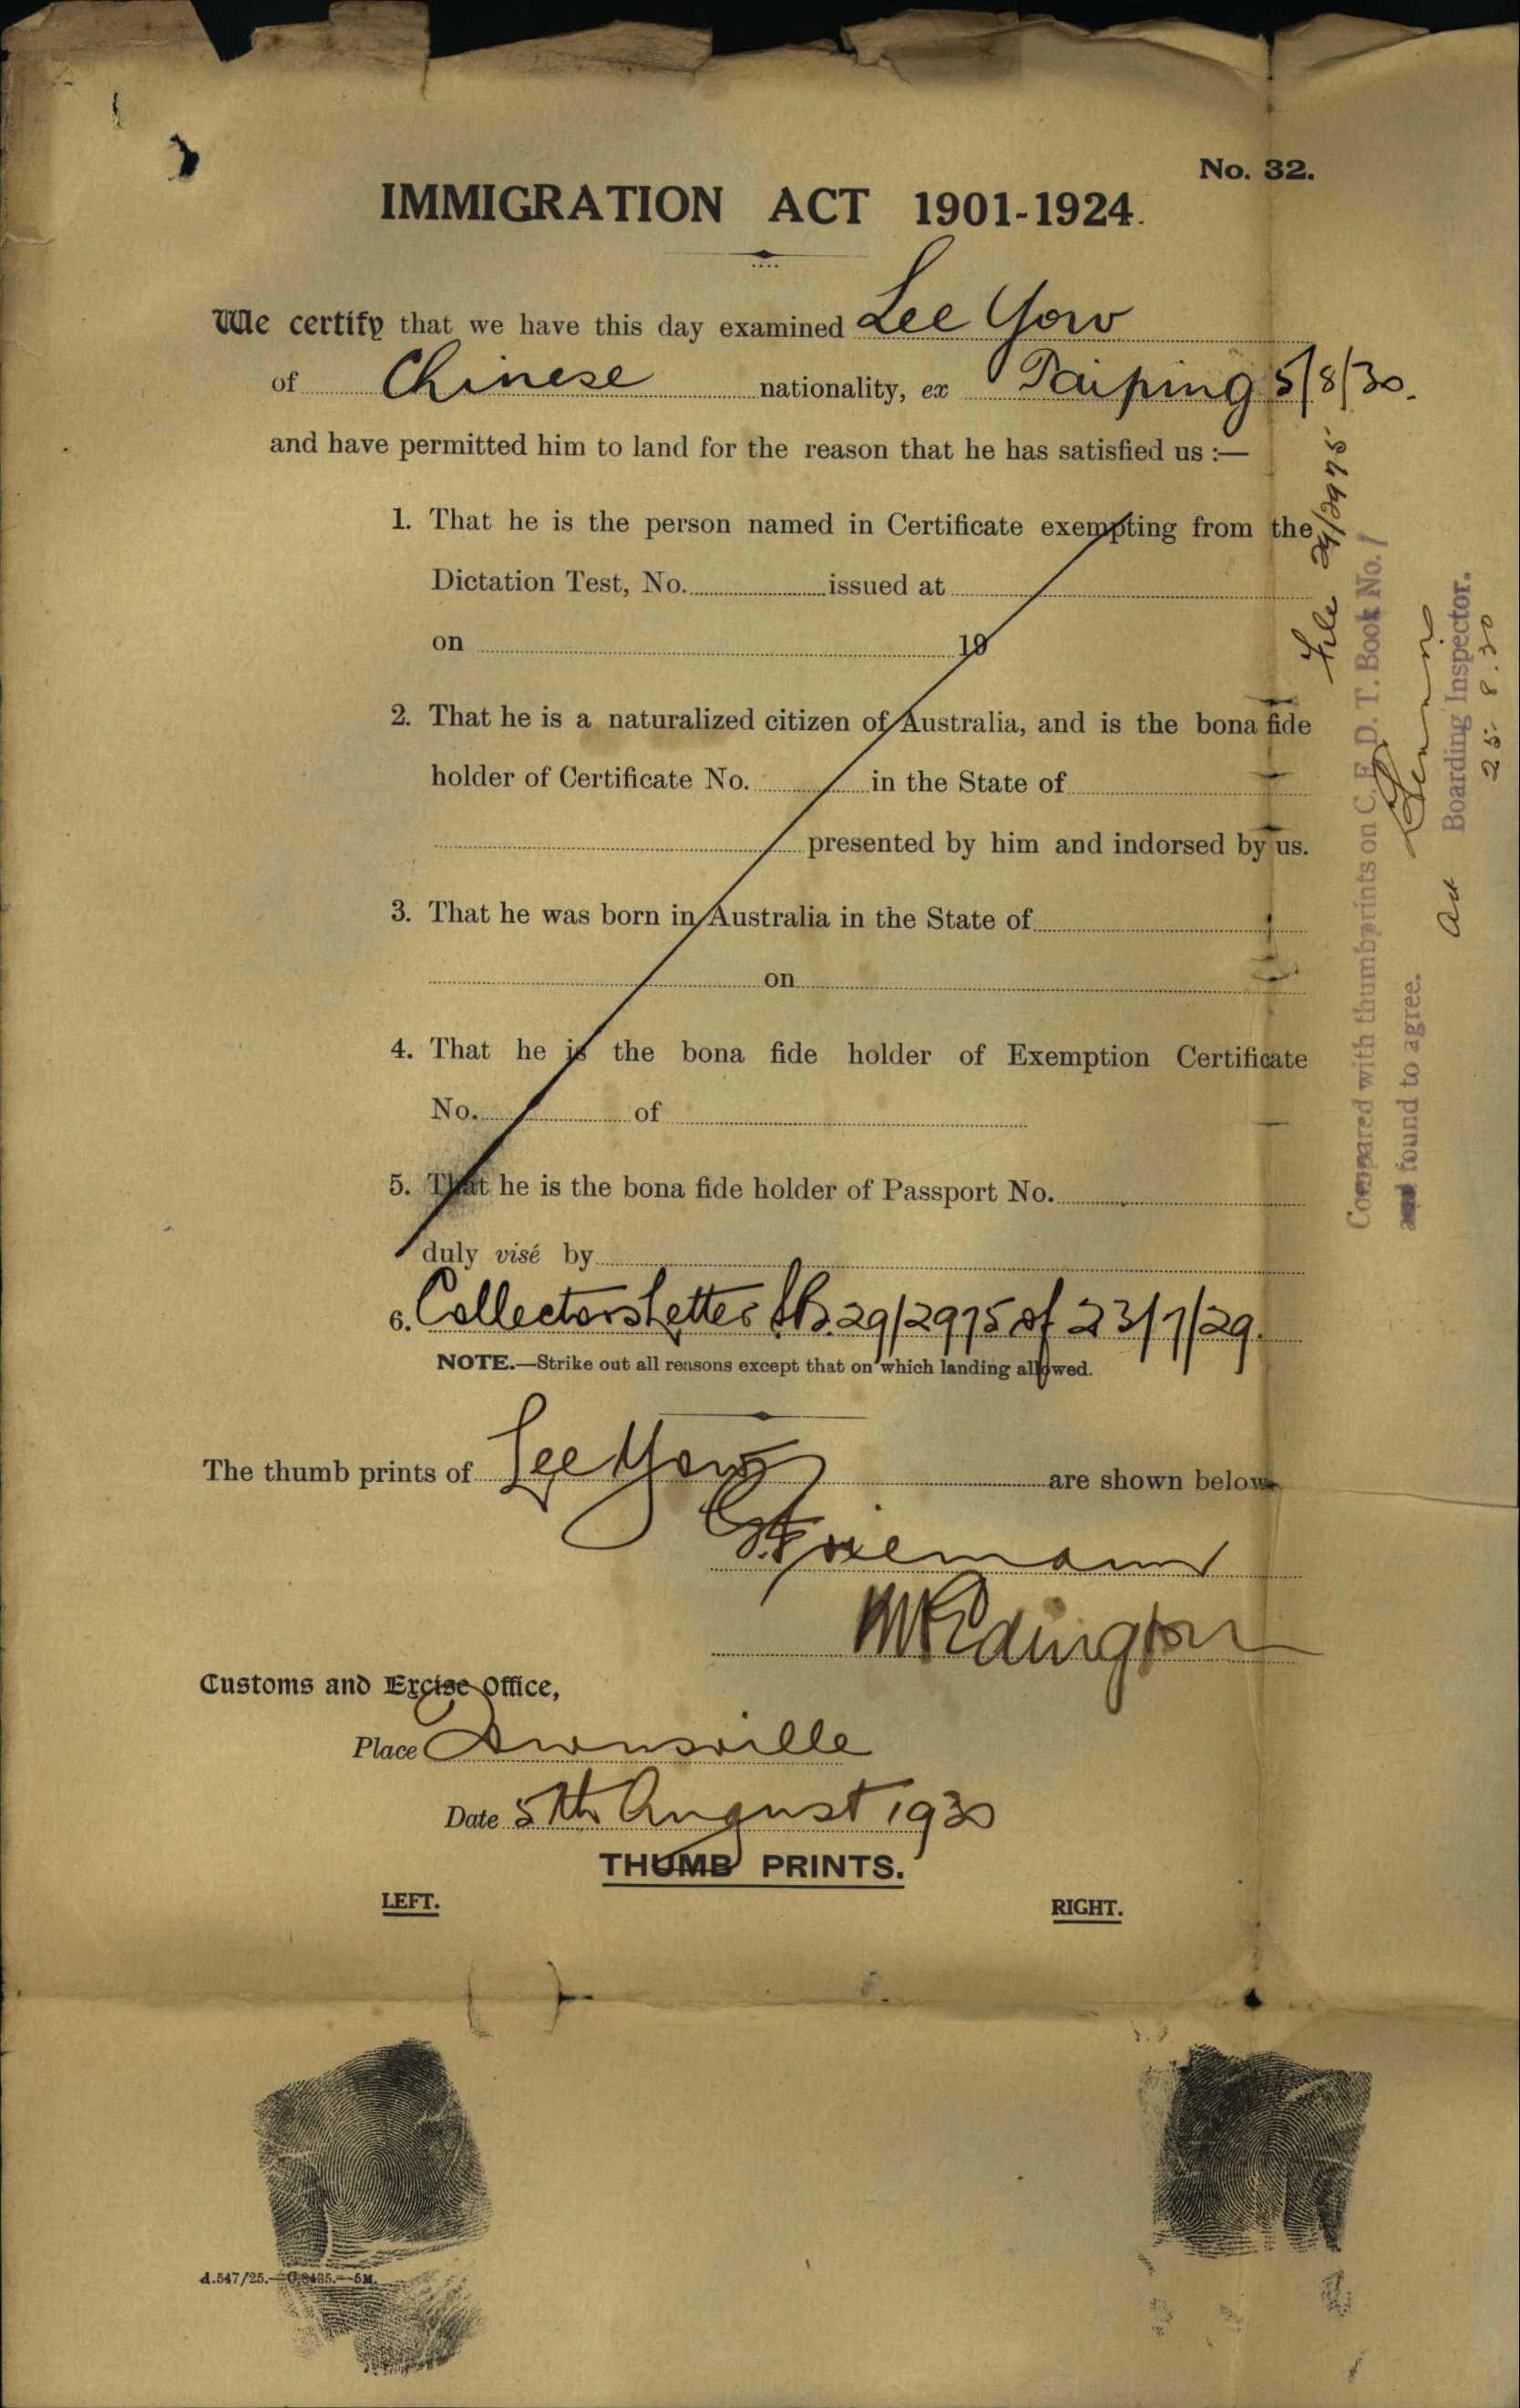 No. 32.
IMMIGRATION ACT 1901-1924.
We certify that we have this day examined Lee Yow
of Chinese nationality, ex Taiping 5/8/30.
and have permitted him to land for the reason that he has satisfied us :—
1. That he is the person named in Certificate exempting from the
Dictation Test, No. issued at
on 19
2. That he is a naturalized citizen of Australia, and is the bona fide
holder of Certificate No. in the State of
presented by him and indorsed by us.
3. That he was born in Australia in the State of
on
4. That he is the bona fide holder of Exemption Certificate
No. of
5. That he is the bona fide holder of Passport No.
duly visé by
6. Collectors Letter No. 29/2975 of 23/7/29.
NOTE.—Strike out all reasons except that on which landing allowed.
The thumb prints of Lee Yow are shown below
Edington
Customs and Excise Office,
Place Townsville
Date 5th August 1930
THUMB PRINTS.
LEFT. RIGHT.
A.547/25.—C.8435.—5M.
File 29/2975
Compared with thumbprints on C. E. D. T. Book No. /
and found to agree.
Boarding Inspector.
25 8.30